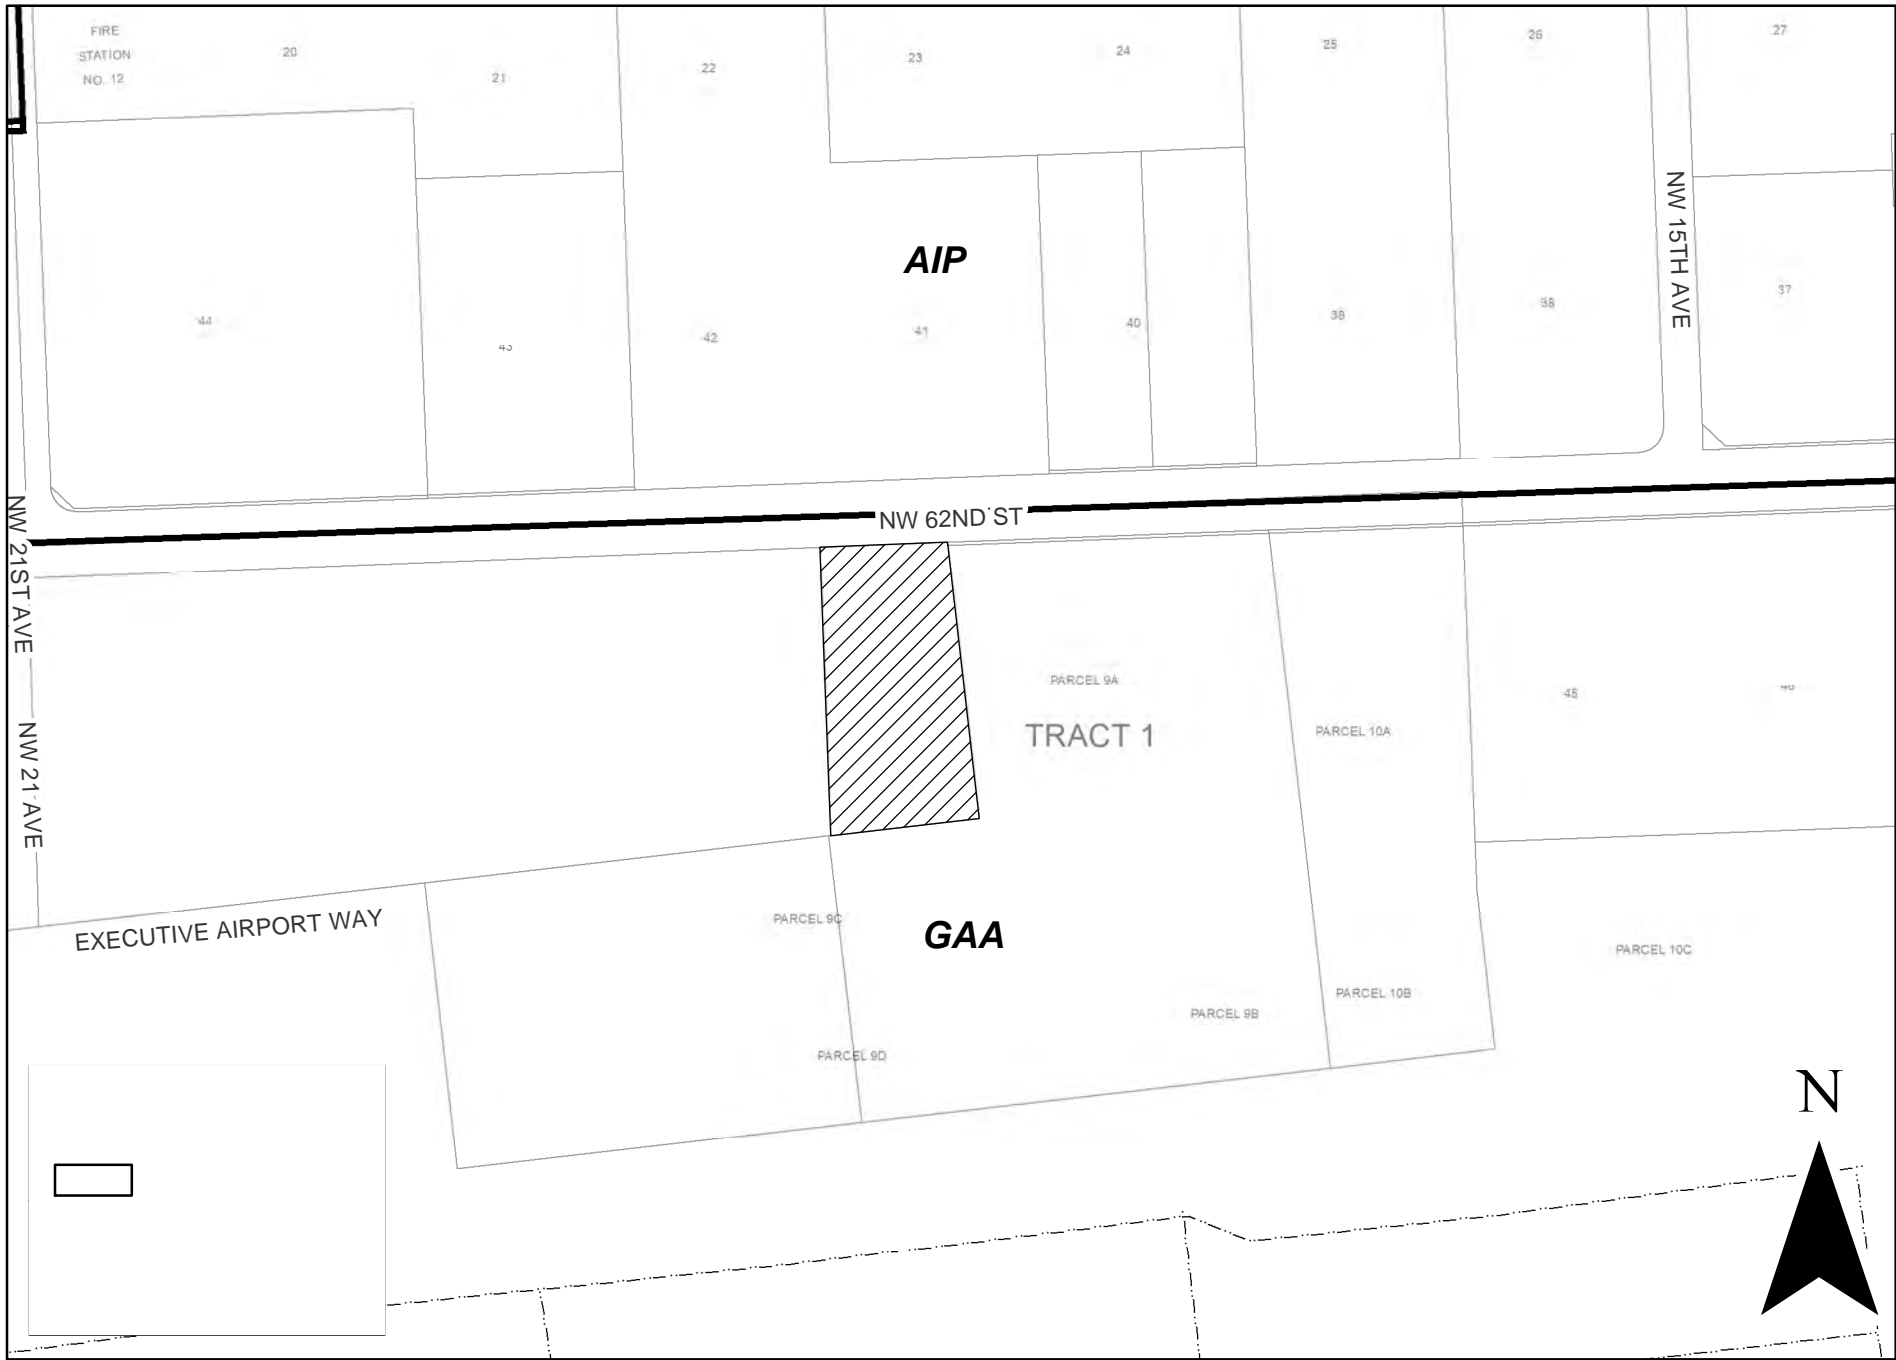 FIRE
STATION
NO. 12
20
21
22
23
24
25
26
27
AIP
NW 15TH AVE
44
43
42
41
40
39
38
37
NW 62ND ST
NW 21ST AVE
PARCEL 9A
TRACT 1
PARCEL 10A
45
NW 21 AVE
EXECUTIVE AIRPORT WAY
PARCEL 9C
GAA
PARCEL 10C
PARCEL 10B
PARCEL 9B
PARCEL 9D
N